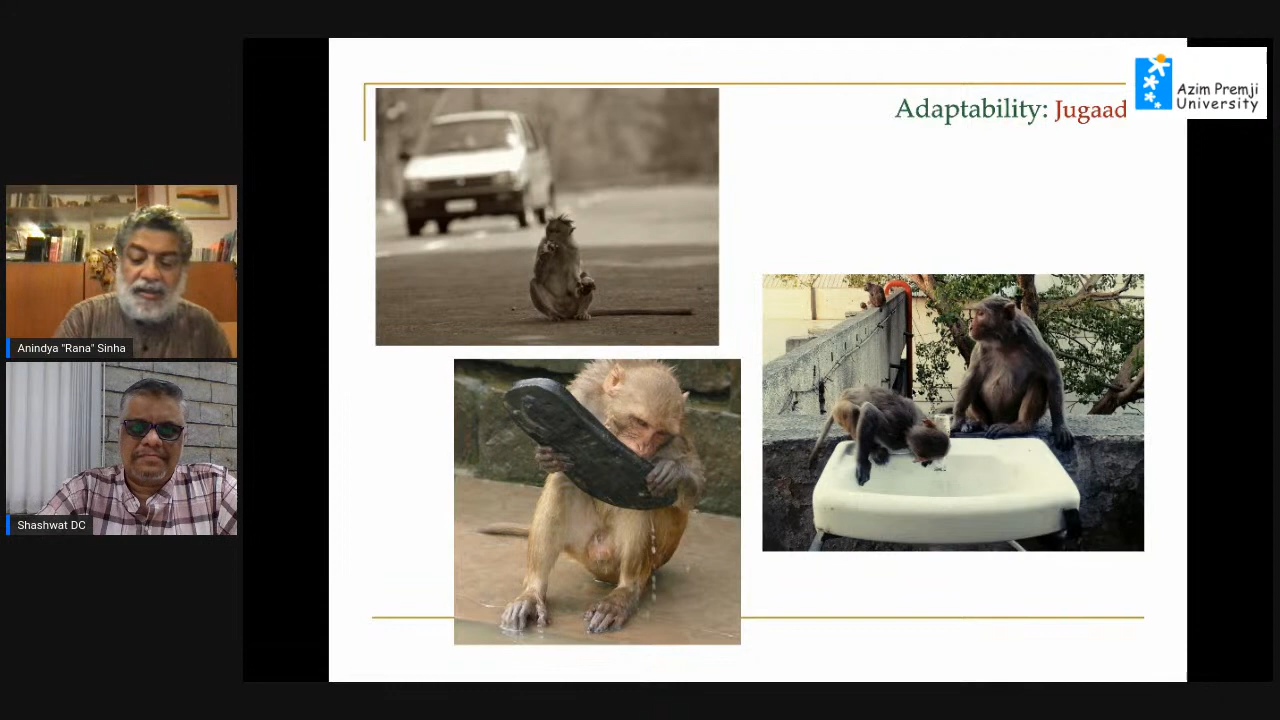 Adaptability: Jugaad
Azim Premji
University
Anindya "Rana" Sinha
Shashwat DC